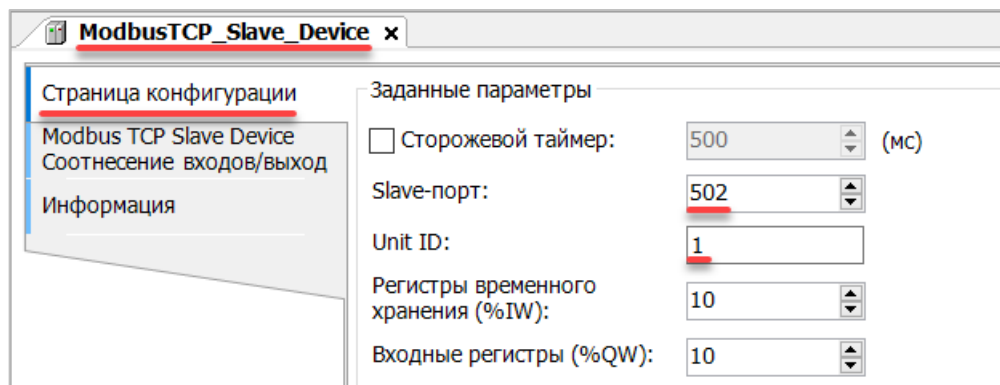 ModbusTCP_Slave_Device x
Страница конфигурации
Modbus TCP Slave Device
Соотнесение входов/выход
Информация
Заданные параметры
Сторожевой таймер: 500 (мс)
Slave-порт: 502
Unit ID: 1
Регистры временного
хранения (%IW): 10
Входные регистры (%QW): 10